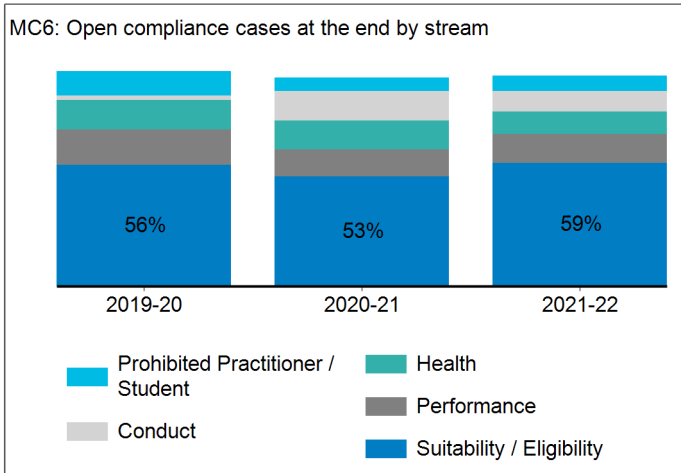 MC6: Open compliance cases at the end by stream
56%
53%
59%
2019-20
2020-21
2021-22
Prohibited Practitioner /
Student
Conduct
Health
Performance
Suitability / Eligibility